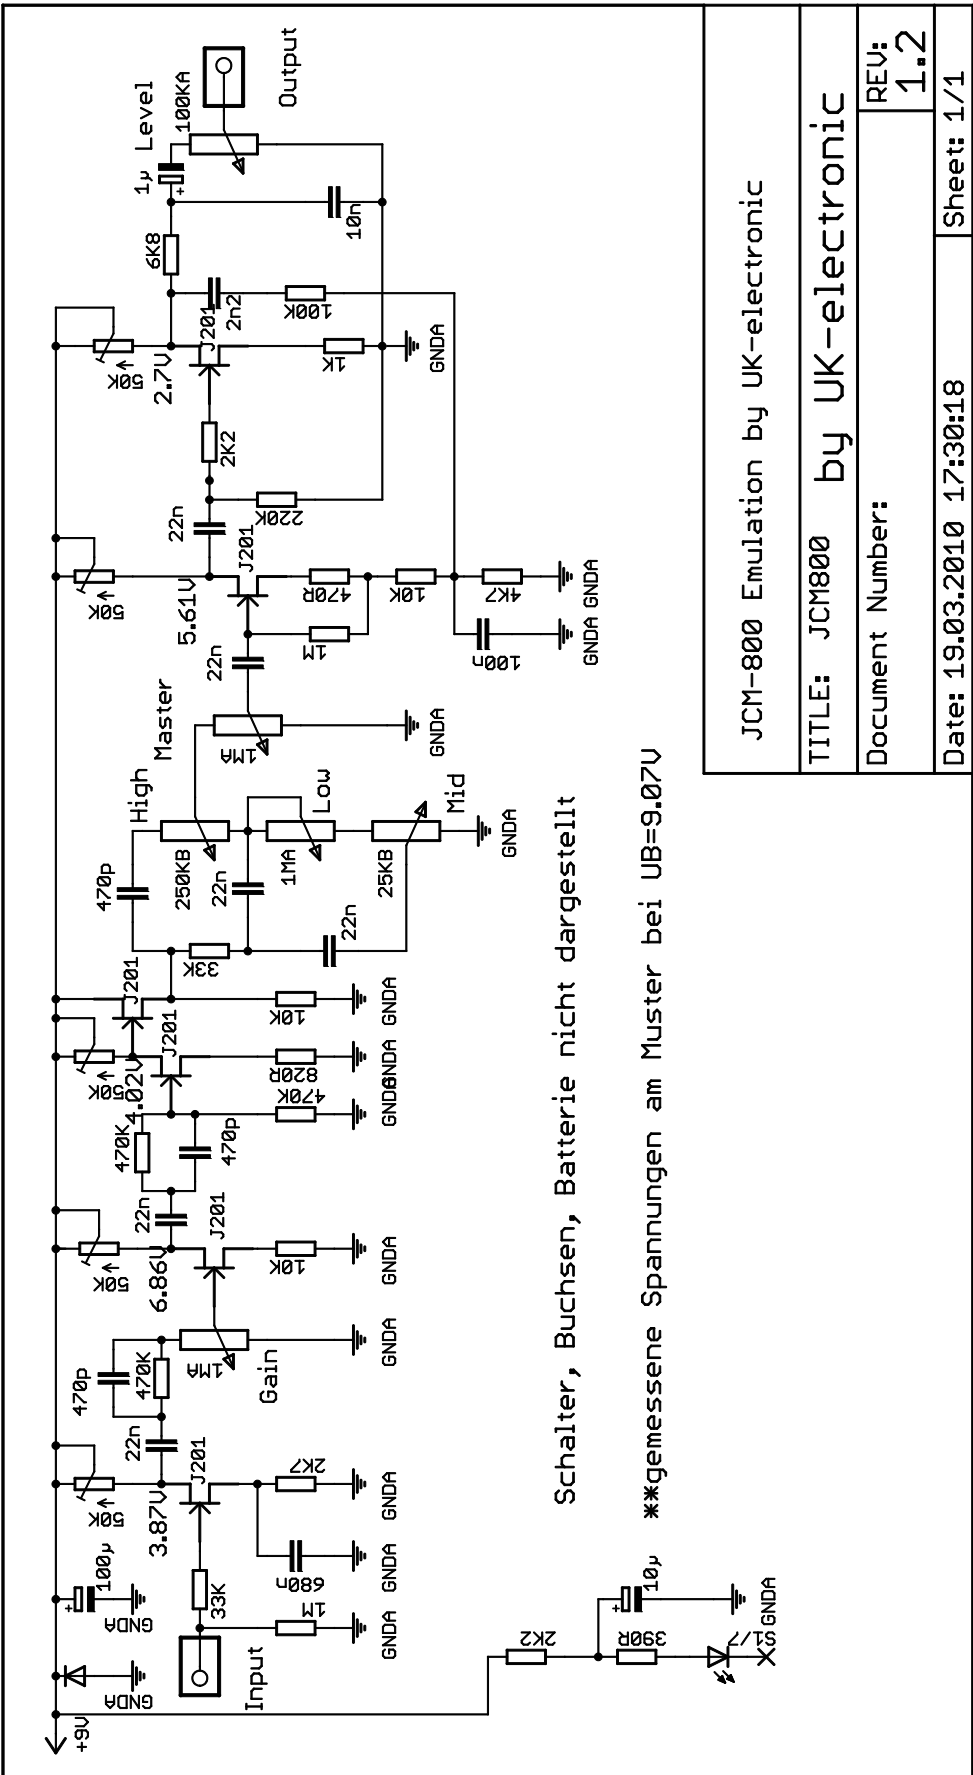 +9V
GNDA
100µ
GNDA
Input
1M
GNDA
33K
680n
GNDA
50K
3.87V
J201
2K7
GNDA
22n
470p
470K
1MA
Gain
GNDA
50K
6.86V
J201
10K
GNDA
22n
470K
470p
470K
GNDA
50K
4.02V
J201
820R
GNDA
J201
10K
GNDA
33K
470p
High
250KB
22n
22n
1MA
Low
25KB
Mid
GNDA
Master
1MA
GNDA
22n
1M
50K
5.61V
J201
470R
10K
4K7
GNDA
100n
GNDA
22n
220K
2K2
50K
2.7V
J201
1K
GNDA
2n2
100K
6K8
10n
1µ
Level
100KA
Output
2K2
390R
S1/7
10µ
GNDA
Schalter, Buchsen, Batterie nicht dargestellt
**gemessene Spannungen am Muster bei UB=9.07V
JCM-800 Emulation by UK-electronic
TITLE: JCM800 by UK-electronic
Document Number:
REV:
1.2
Date: 19.03.2010 17:30:18
Sheet: 1/1